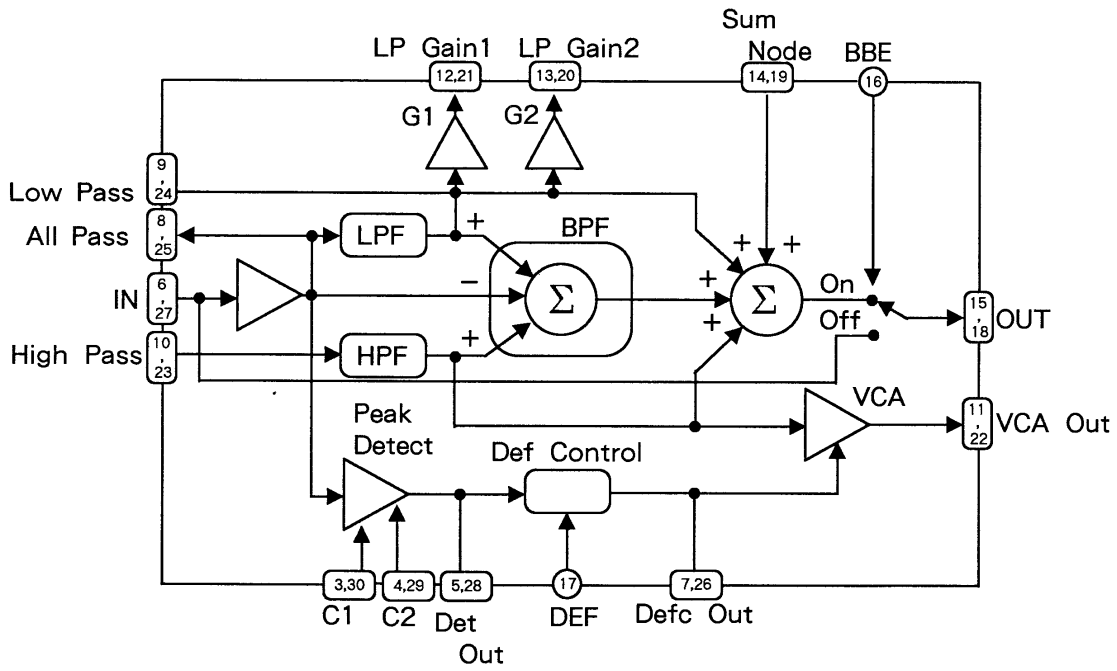 Sum
LP Gain1 LP Gain2 Node BBE
12,21 13,20 14,19 16
G1 G2
9
,
24
Low Pass
8
,
25
All Pass
LPF + BPF + +
6
,
27
IN
− Σ + Σ On
15
,
18
OUT
Off
10
,
23
High Pass
HPF + +
Peak
Detect
VCA
11
,
22
VCA Out
Def Control
3,30 4,29 5,28 17 7,26
C1 C2 Det
Out
DEF Defc Out